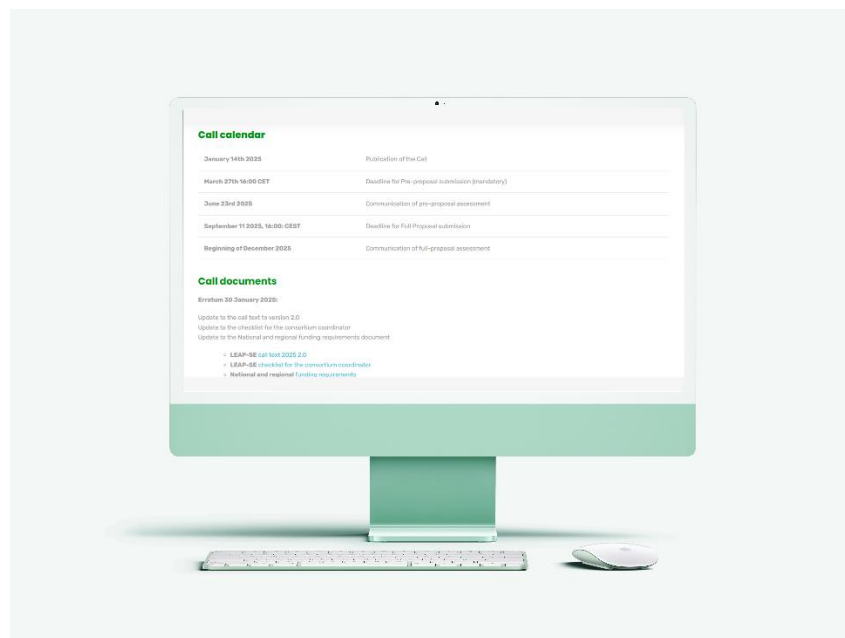 Call calendar
January 14th 2025 Publication of the Call
March 27th 16:00 CET Deadline for Pre-proposal submission (mandatory)
June 23rd 2025 Communication of pre-proposal assessment
September 11 2025, 16:00: CEST Deadline for Full Proposal submission
Beginning of December 2025 Communication of full-proposal assessment
Call documents
Erratum 30 January 2025:
Update to the call text to version 2.0
Update to the checklist for the consortium coordinator
Update to the National and regional funding requirements document
LEAP-SE call text 2025 2.0
LEAP-SE checklist for the consortium coordinator
National and regional funding requirements